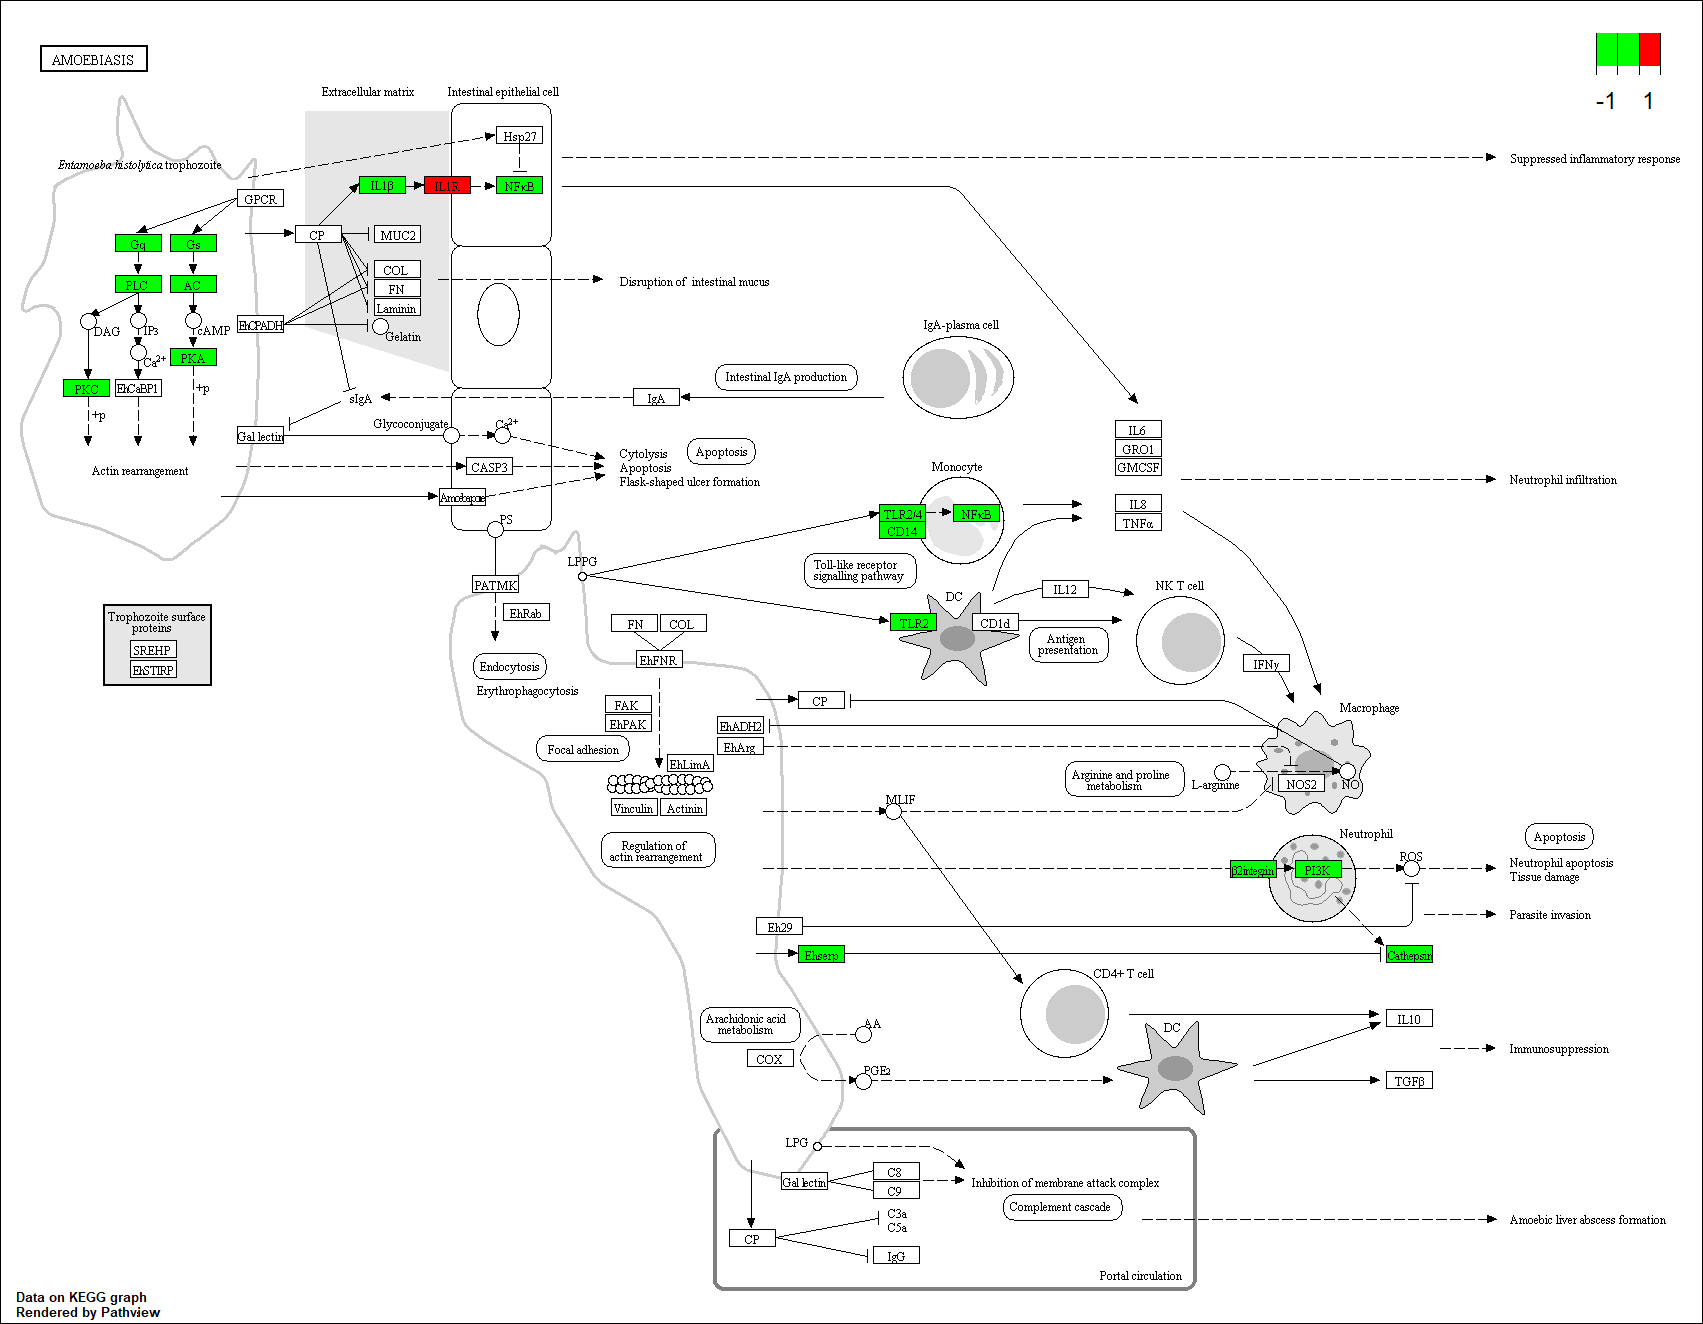 AMOEBIASIS
-1 1
Extracellular matrix
Intestinal epithelial cell
Hsp27
Entamoeba histolytica trophozoite
Suppressed inflammatory response
IL1β
IL1R
NFκB
GPCR
CP
MUC2
Gq
Gs
COL
Disruption of intestinal mucus
PLC
AC
FN
Laminin
DAG
IP3
cAMP
EhCPADH
Gelatin
IgA-plasma cell
Ca2+
PKA
PKC
EhCaBP1
+p
Intestinal IgA production
sIgA
IgA
+p
Gal lectin
Glycoconjugate
Ca2+
IL6
GRO1
GMCSF
Cytolysis
Apoptosis
Flask-shaped ulcer formation
Apoptosis
Actin rearrangement
CASP3
Monocyte
Neutrophil infiltration
Amoebapore
IL8
TNFα
TLR2/4
CD14
NFκB
PS
LPPG
Toll-like receptor
signalling pathway
PATMK
EhRab
DC
IL12
NK T cell
Trophozoite surface
proteins
SREHP
EhSTIRP
FN
COL
TLR2
CD1d
Antigen
presentation
EhFNR
Endocytosis
Erythrophagocytosis
IFNγ
FAK
EhPAK
CP
Macrophage
EhADH2
EhArg
Focal adhesion
EhLimA
Arginine and proline
metabolism
L-arginine
NOS2
NO
Vinculin
Actinin
MLIF
Regulation of
actin rearrangement
Neutrophil
Apoptosis
β2integrin
PI3K
ROS
Neutrophil apoptosis
Tissue damage
Eh29
Parasite invasion
Ehserp
Cathepsin
CD4+ T cell
Arachidonic acid
metabolism
AA
COX
PGE2
DC
IL10
Immunosuppression
TGFβ
LPG
Gal lectin
C8
C9
Inhibition of membrane attack complex
Complement cascade
C3a
C5a
Amoebic liver abscess formation
CP
IgG
Portal circulation
Data on KEGG graph
Rendered by Pathview